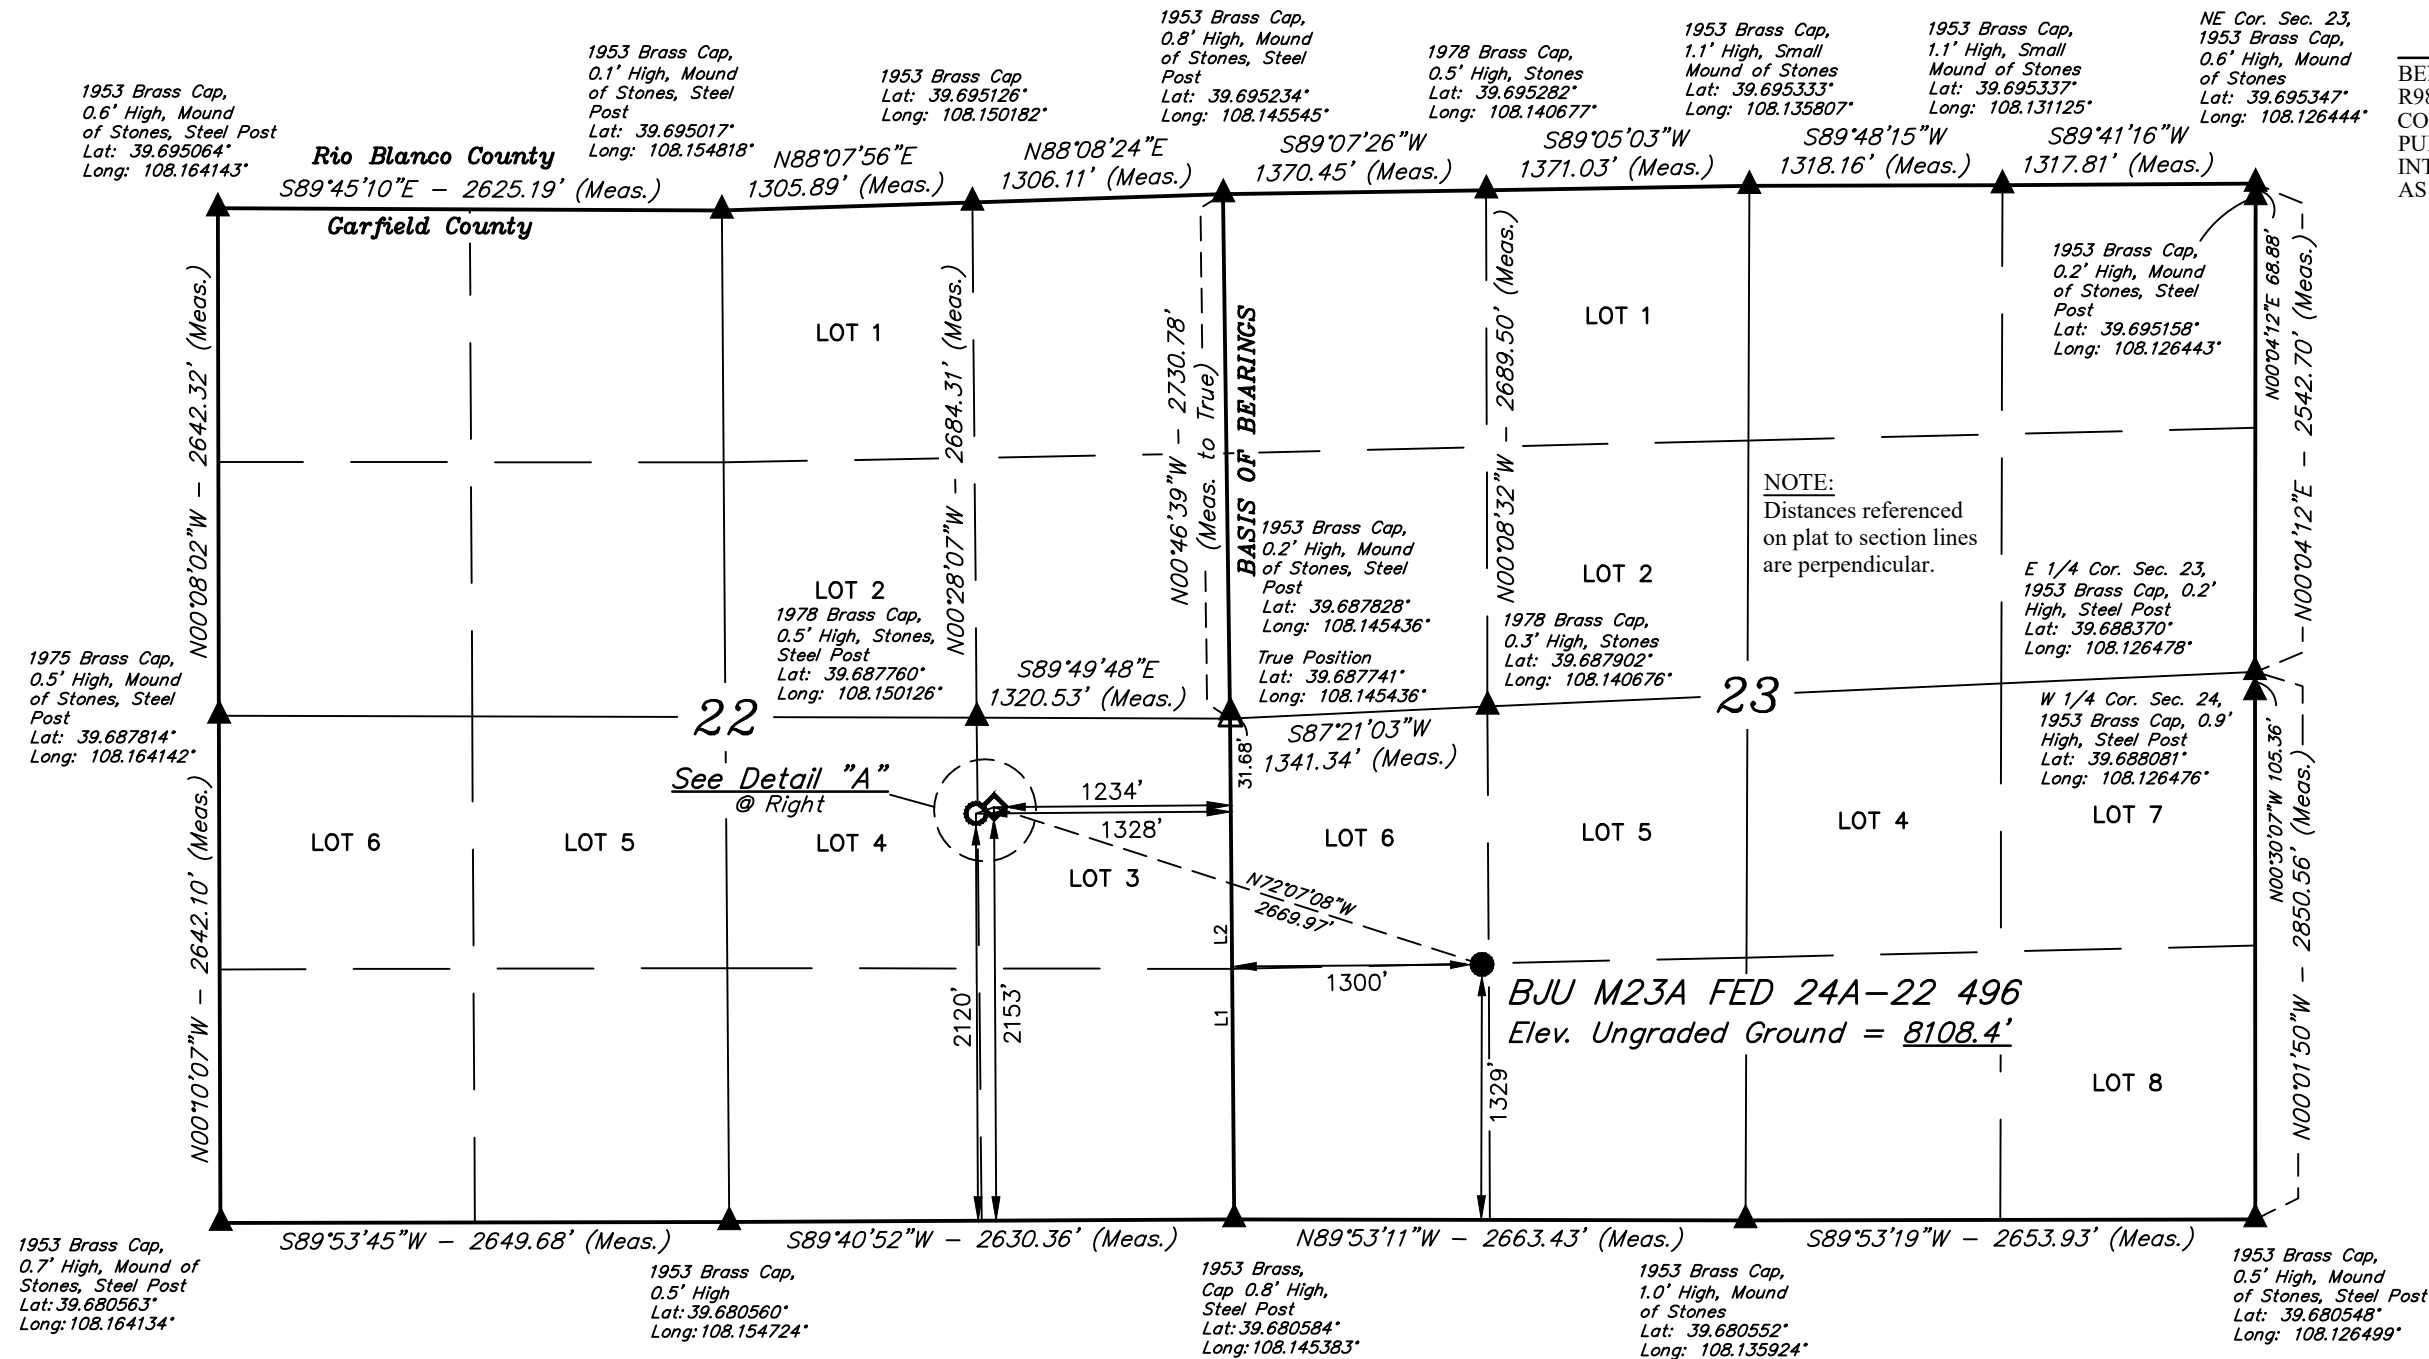 1953 Brass Cap,
0.6' High, Mound
of Stones, Steel Post
Lat: 39.695064°
Long: 108.164143°
1953 Brass Cap,
0.1' High, Mound
of Stones, Steel
Post
Lat: 39.695017°
Long: 108.154818°
1953 Brass Cap
Lat: 39.695126°
Long: 108.150182°
1953 Brass Cap,
0.8' High, Mound
of Stones, Steel
Post
Lat: 39.695234°
Long: 108.145545°
1978 Brass Cap,
0.5' High, Stones
Lat: 39.695282°
Long: 108.140677°
1953 Brass Cap,
1.1' High, Small
Mound of Stones
Lat: 39.695333°
Long: 108.135807°
1953 Brass Cap,
1.1' High, Small
Mound of Stones
Lat: 39.695337°
Long: 108.131125°
NE Cor. Sec. 23,
1953 Brass Cap,
0.6' High, Mound
of Stones
Lat: 39.695347°
Long: 108.126444°
BE
R98
CO
PU
INT
AS
Rio Blanco County
S89°45'10"E - 2625.19' (Meas.)
Garfield County
N88°07'56"E
1305.89' (Meas.)
N88°08'24"E
1306.11' (Meas.)
S89°07'26"W
1370.45' (Meas.)
S89°05'03"W
1371.03' (Meas.)
S89°48'15"W
1318.16' (Meas.)
S89°41'16"W
1317.81' (Meas.)
1953 Brass Cap,
0.2' High, Mound
of Stones, Steel
Post
Lat: 39.695158°
Long: 108.126443°
N00°04'12"E 68.88'
N00°04'12"E - 2542.70' (Meas.)
N00°08'02"W - 2642.32' (Meas.)
LOT 1
N00°28'07"W - 2684.31' (Meas.)
N00°46'39"W - 2730.78'
(Meas. to True)
BASIS OF BEARINGS
N00°08'32"W - 2689.50' (Meas.)
LOT 1
NOTE:
Distances referenced
on plat to section lines
are perpendicular.
LOT 2
1978 Brass Cap,
0.5' High, Stones,
Steel Post
Lat: 39.687760°
Long: 108.150126°
1953 Brass Cap,
0.2' High, Mound
of Stones, Steel
Post
Lat: 39.687828°
Long: 108.145436°
True Position
Lat: 39.687741°
Long: 108.145436°
LOT 2
1978 Brass Cap,
0.3' High, Stones
Lat: 39.687902°
Long: 108.140676°
E 1/4 Cor. Sec. 23,
1953 Brass Cap, 0.2'
High, Steel Post
Lat: 39.688370°
Long: 108.126478°
1975 Brass Cap,
0.5' High, Mound
of Stones, Steel
Post
Lat: 39.687814°
Long: 108.164142°
S89°49'48"E
1320.53' (Meas.)
22
23
S87°21'03"W
1341.34' (Meas.)
31.68'
W 1/4 Cor. Sec. 24,
1953 Brass Cap, 0.9'
High, Steel Post
Lat: 39.688081°
Long: 108.126476°
N00°30'07"W 105.36'
N00°01'50"W - 2850.56' (Meas.)
See Detail "A"
@ Right
1234'
1328'
N00°10'07"W - 2642.10' (Meas.)
LOT 6
LOT 5
LOT 4
LOT 3
LOT 6
LOT 5
LOT 4
LOT 7
N72°07'08"W
2669.97'
L2
L1
1300'
2120'
2153'
BJU M23A FED 24A-22 496
Elev. Ungraded Ground = 8108.4'
1329'
LOT 8
S89°53'45"W - 2649.68' (Meas.)
S89°40'52"W - 2630.36' (Meas.)
N89°53'11"W - 2663.43' (Meas.)
S89°53'19"W - 2653.93' (Meas.)
1953 Brass Cap,
0.7' High, Mound of
Stones, Steel Post
Lat: 39.680563°
Long: 108.164134°
1953 Brass Cap,
0.5' High
Lat: 39.680560°
Long: 108.154724°
1953 Brass,
Cap 0.8' High,
Steel Post
Lat: 39.680584°
Long: 108.145383°
1953 Brass Cap,
1.0' High, Mound
of Stones
Lat: 39.680552°
Long: 108.135924°
1953 Brass Cap,
0.5' High, Mound
of Stones, Steel Post
Lat: 39.680548°
Long: 108.126499°